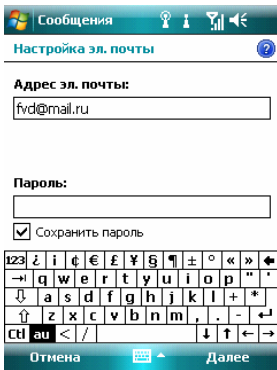 Сообщения
Настройка эл. почты
Адрес эл. почты:
fvd@mail.ru
Пароль:
Сохранить пароль
123 ¿ ¡ ¢ € £ ¥ § ¶ ± ° « »
q w e r t y u i o p " '
a s d f g h j k l + *
z x c v b n m , . -
Ctl au < /
Отмена Далее